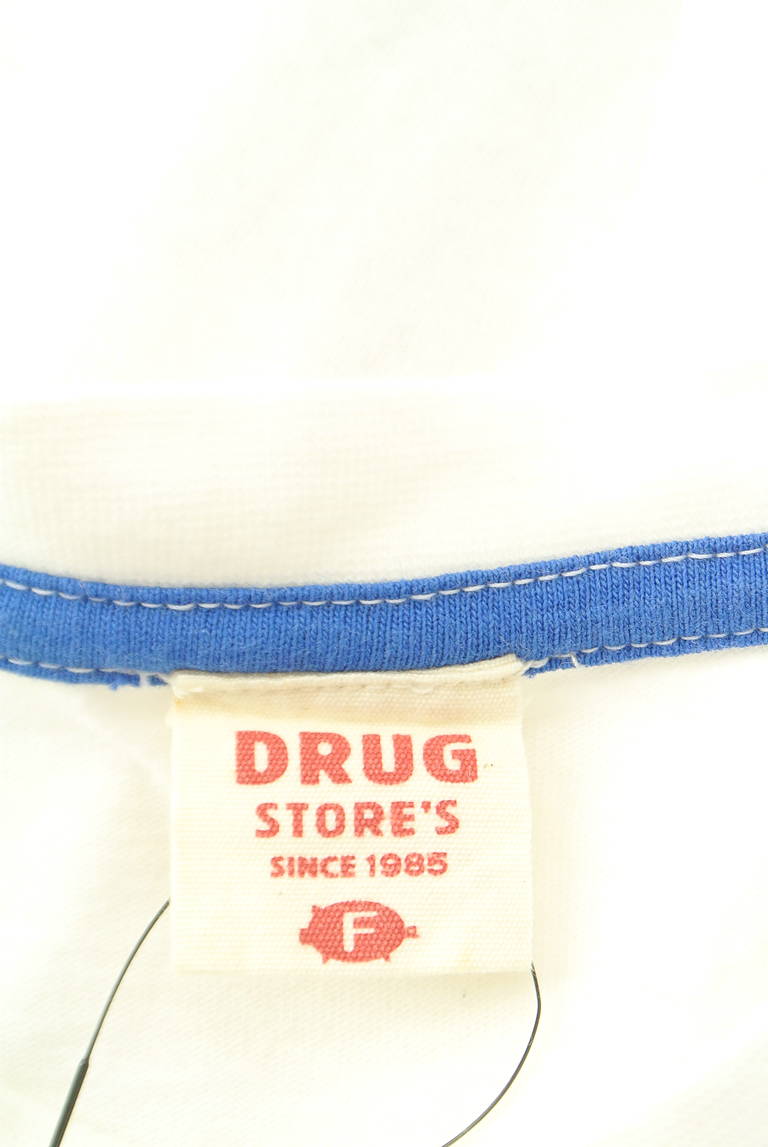 DRUG
STORE'S
SINCE 1985
F